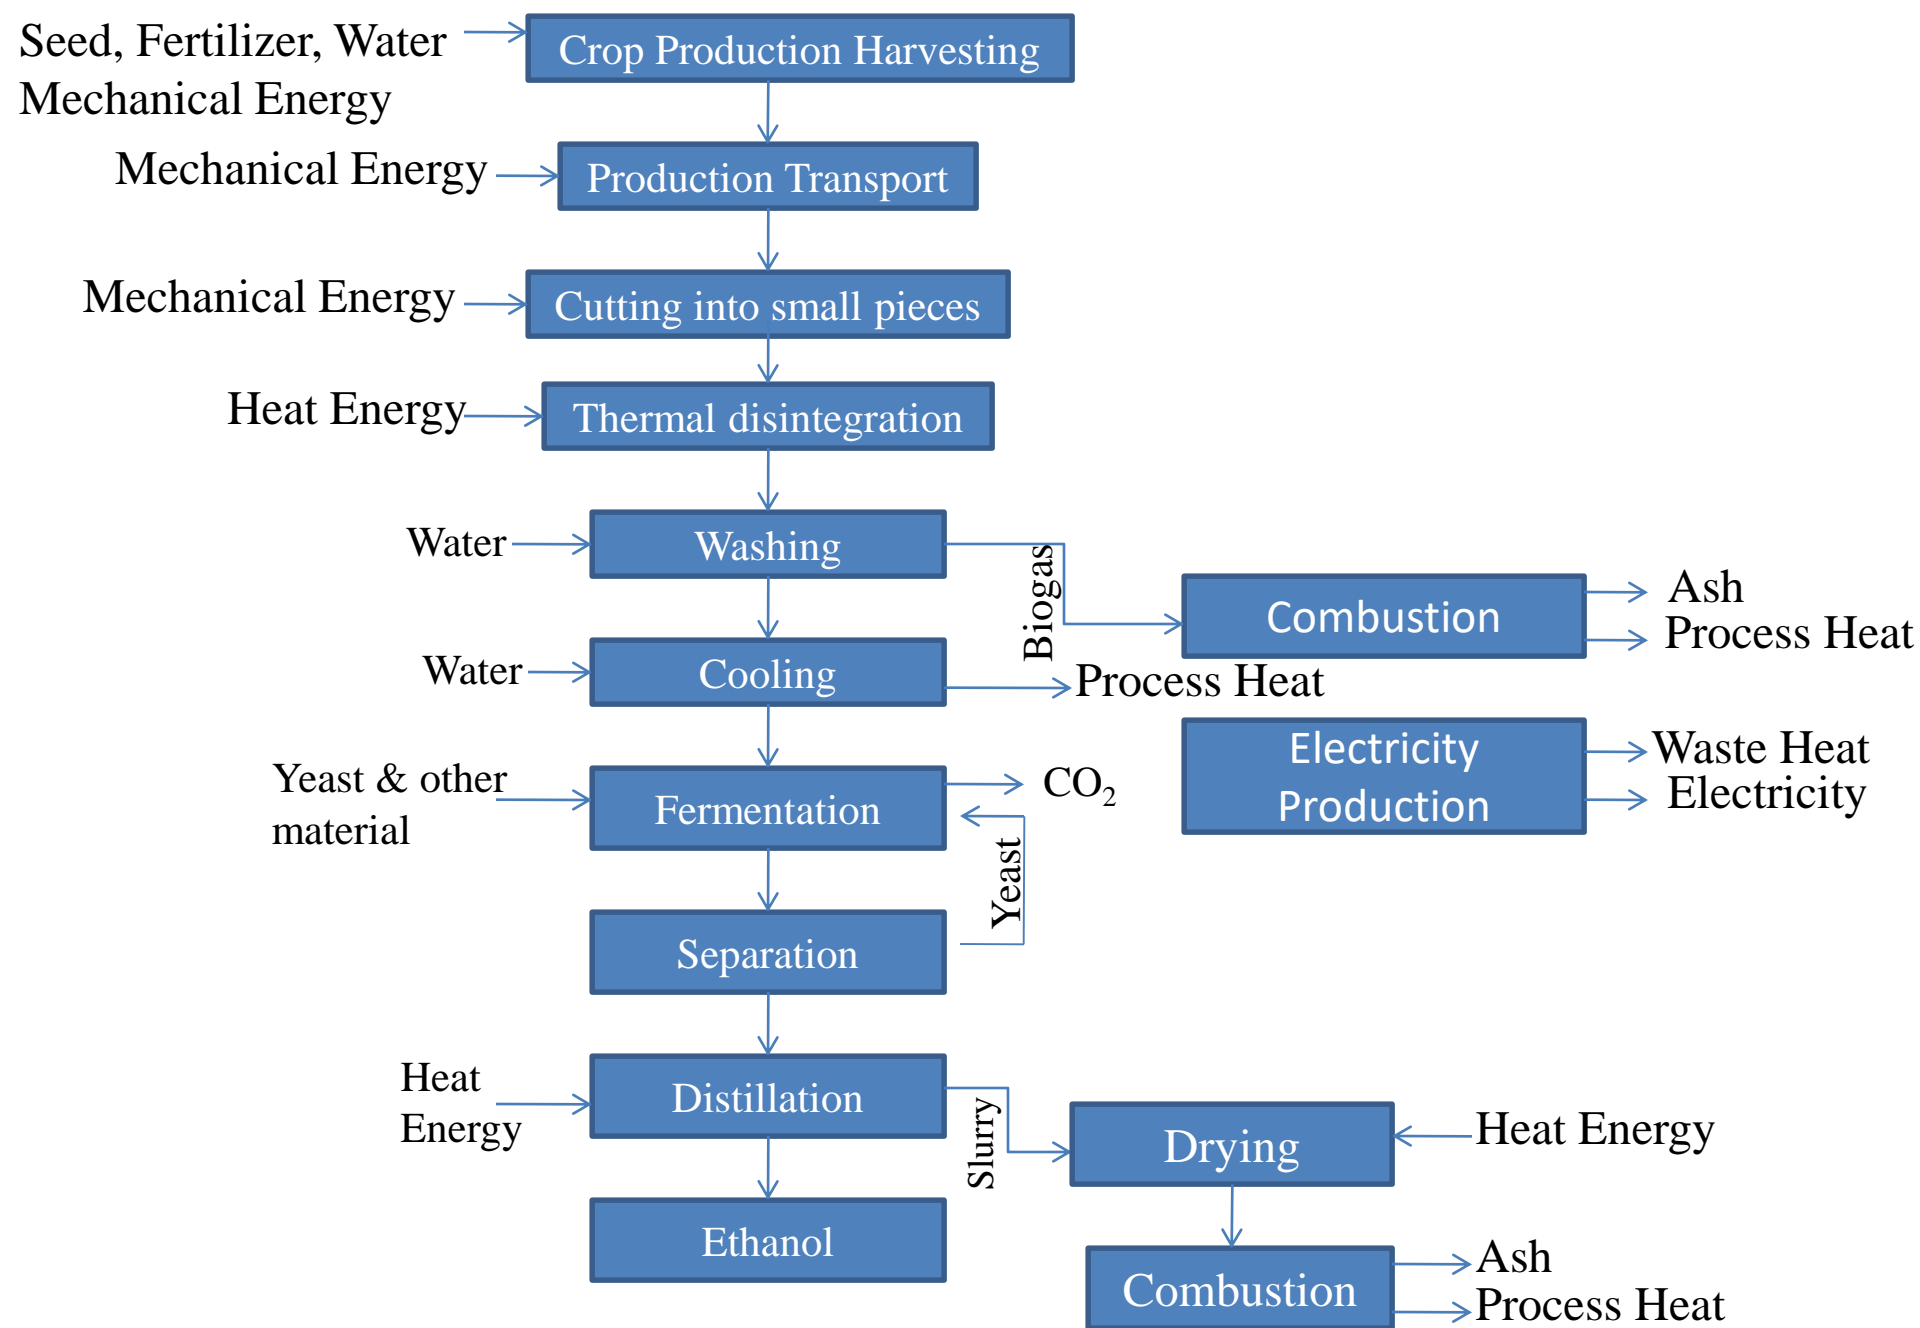 Seed, Fertilizer, Water
Mechanical Energy
Crop Production Harvesting
Mechanical Energy
Production Transport
Mechanical Energy
Cutting into small pieces
Heat Energy
Thermal disintegration
Water
Washing
Biogas
Combustion
Ash
Process Heat
Water
Cooling
Process Heat
Electricity
Production
Waste Heat
Electricity
Yeast & other
material
Fermentation
CO₂
Yeast
Separation
Heat
Energy
Distillation
Slurry
Drying
Heat Energy
Ethanol
Combustion
Ash
Process Heat